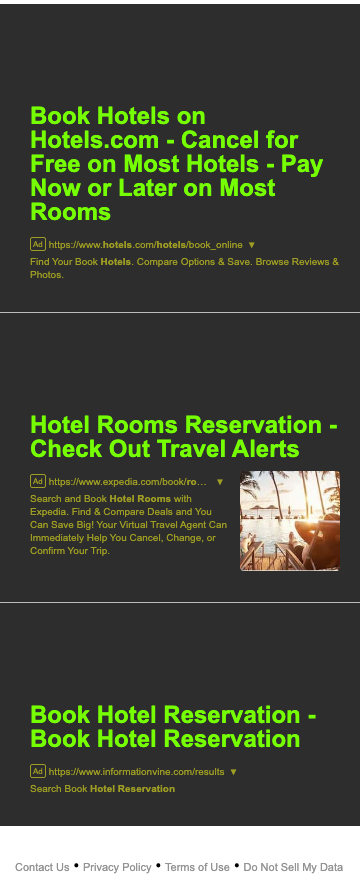 Book Hotels on
Hotels.com - Cancel for
Free on Most Hotels - Pay
Now or Later on Most
Rooms
Ad https://www.hotels.com/hotels/book_online ▼
Find Your Book Hotels. Compare Options & Save. Browse Reviews &
Photos.
Hotel Rooms Reservation -
Check Out Travel Alerts
Ad https://www.expedia.com/book/ro... ▼
Search and Book Hotel Rooms with
Expedia. Find & Compare Deals and You
Can Save Big! Your Virtual Travel Agent Can
Immediately Help You Cancel, Change, or
Confirm Your Trip.
Book Hotel Reservation -
Book Hotel Reservation
Ad https://www.informationvine.com/results ▼
Search Book Hotel Reservation
Contact Us • Privacy Policy • Terms of Use • Do Not Sell My Data